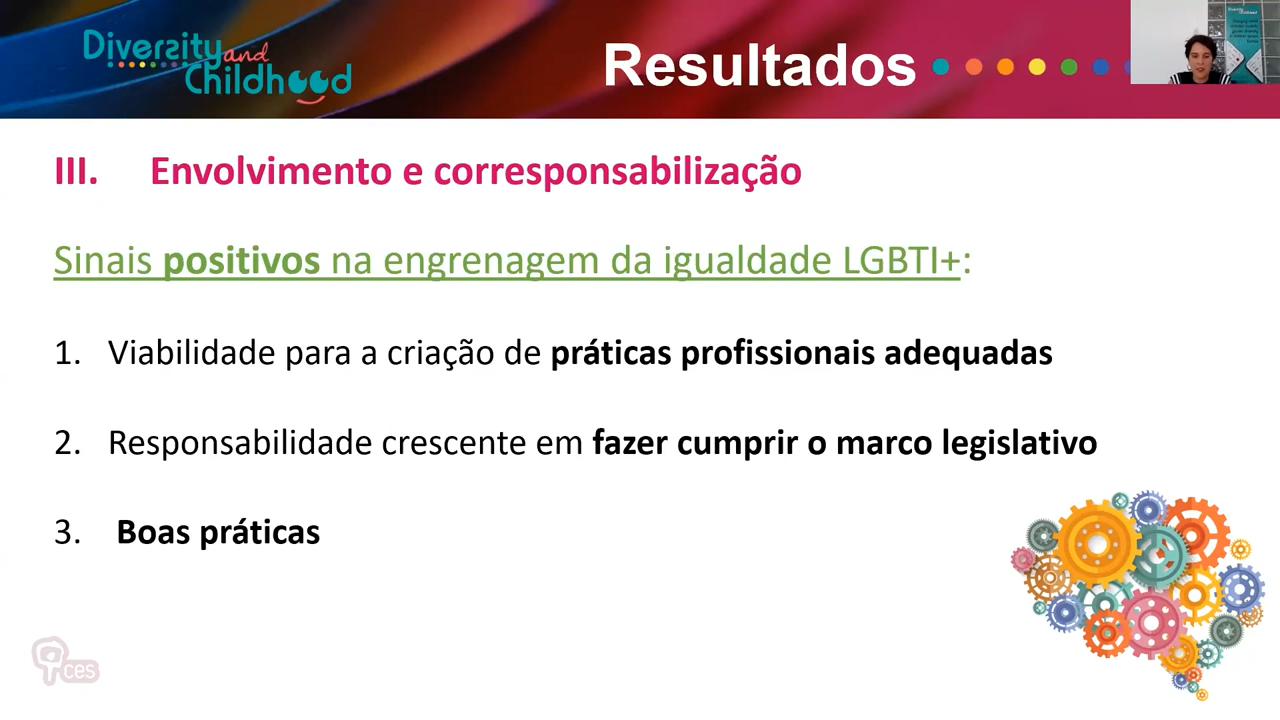 Diversity and
Childhood
Resultados
III. Envolvimento e corresponsabilização
Sinais positivos na engrenagem da igualdade LGBTI+:
1. Viabilidade para a criação de práticas profissionais adequadas
2. Responsabilidade crescente em fazer cumprir o marco legislativo
3. Boas práticas
ces